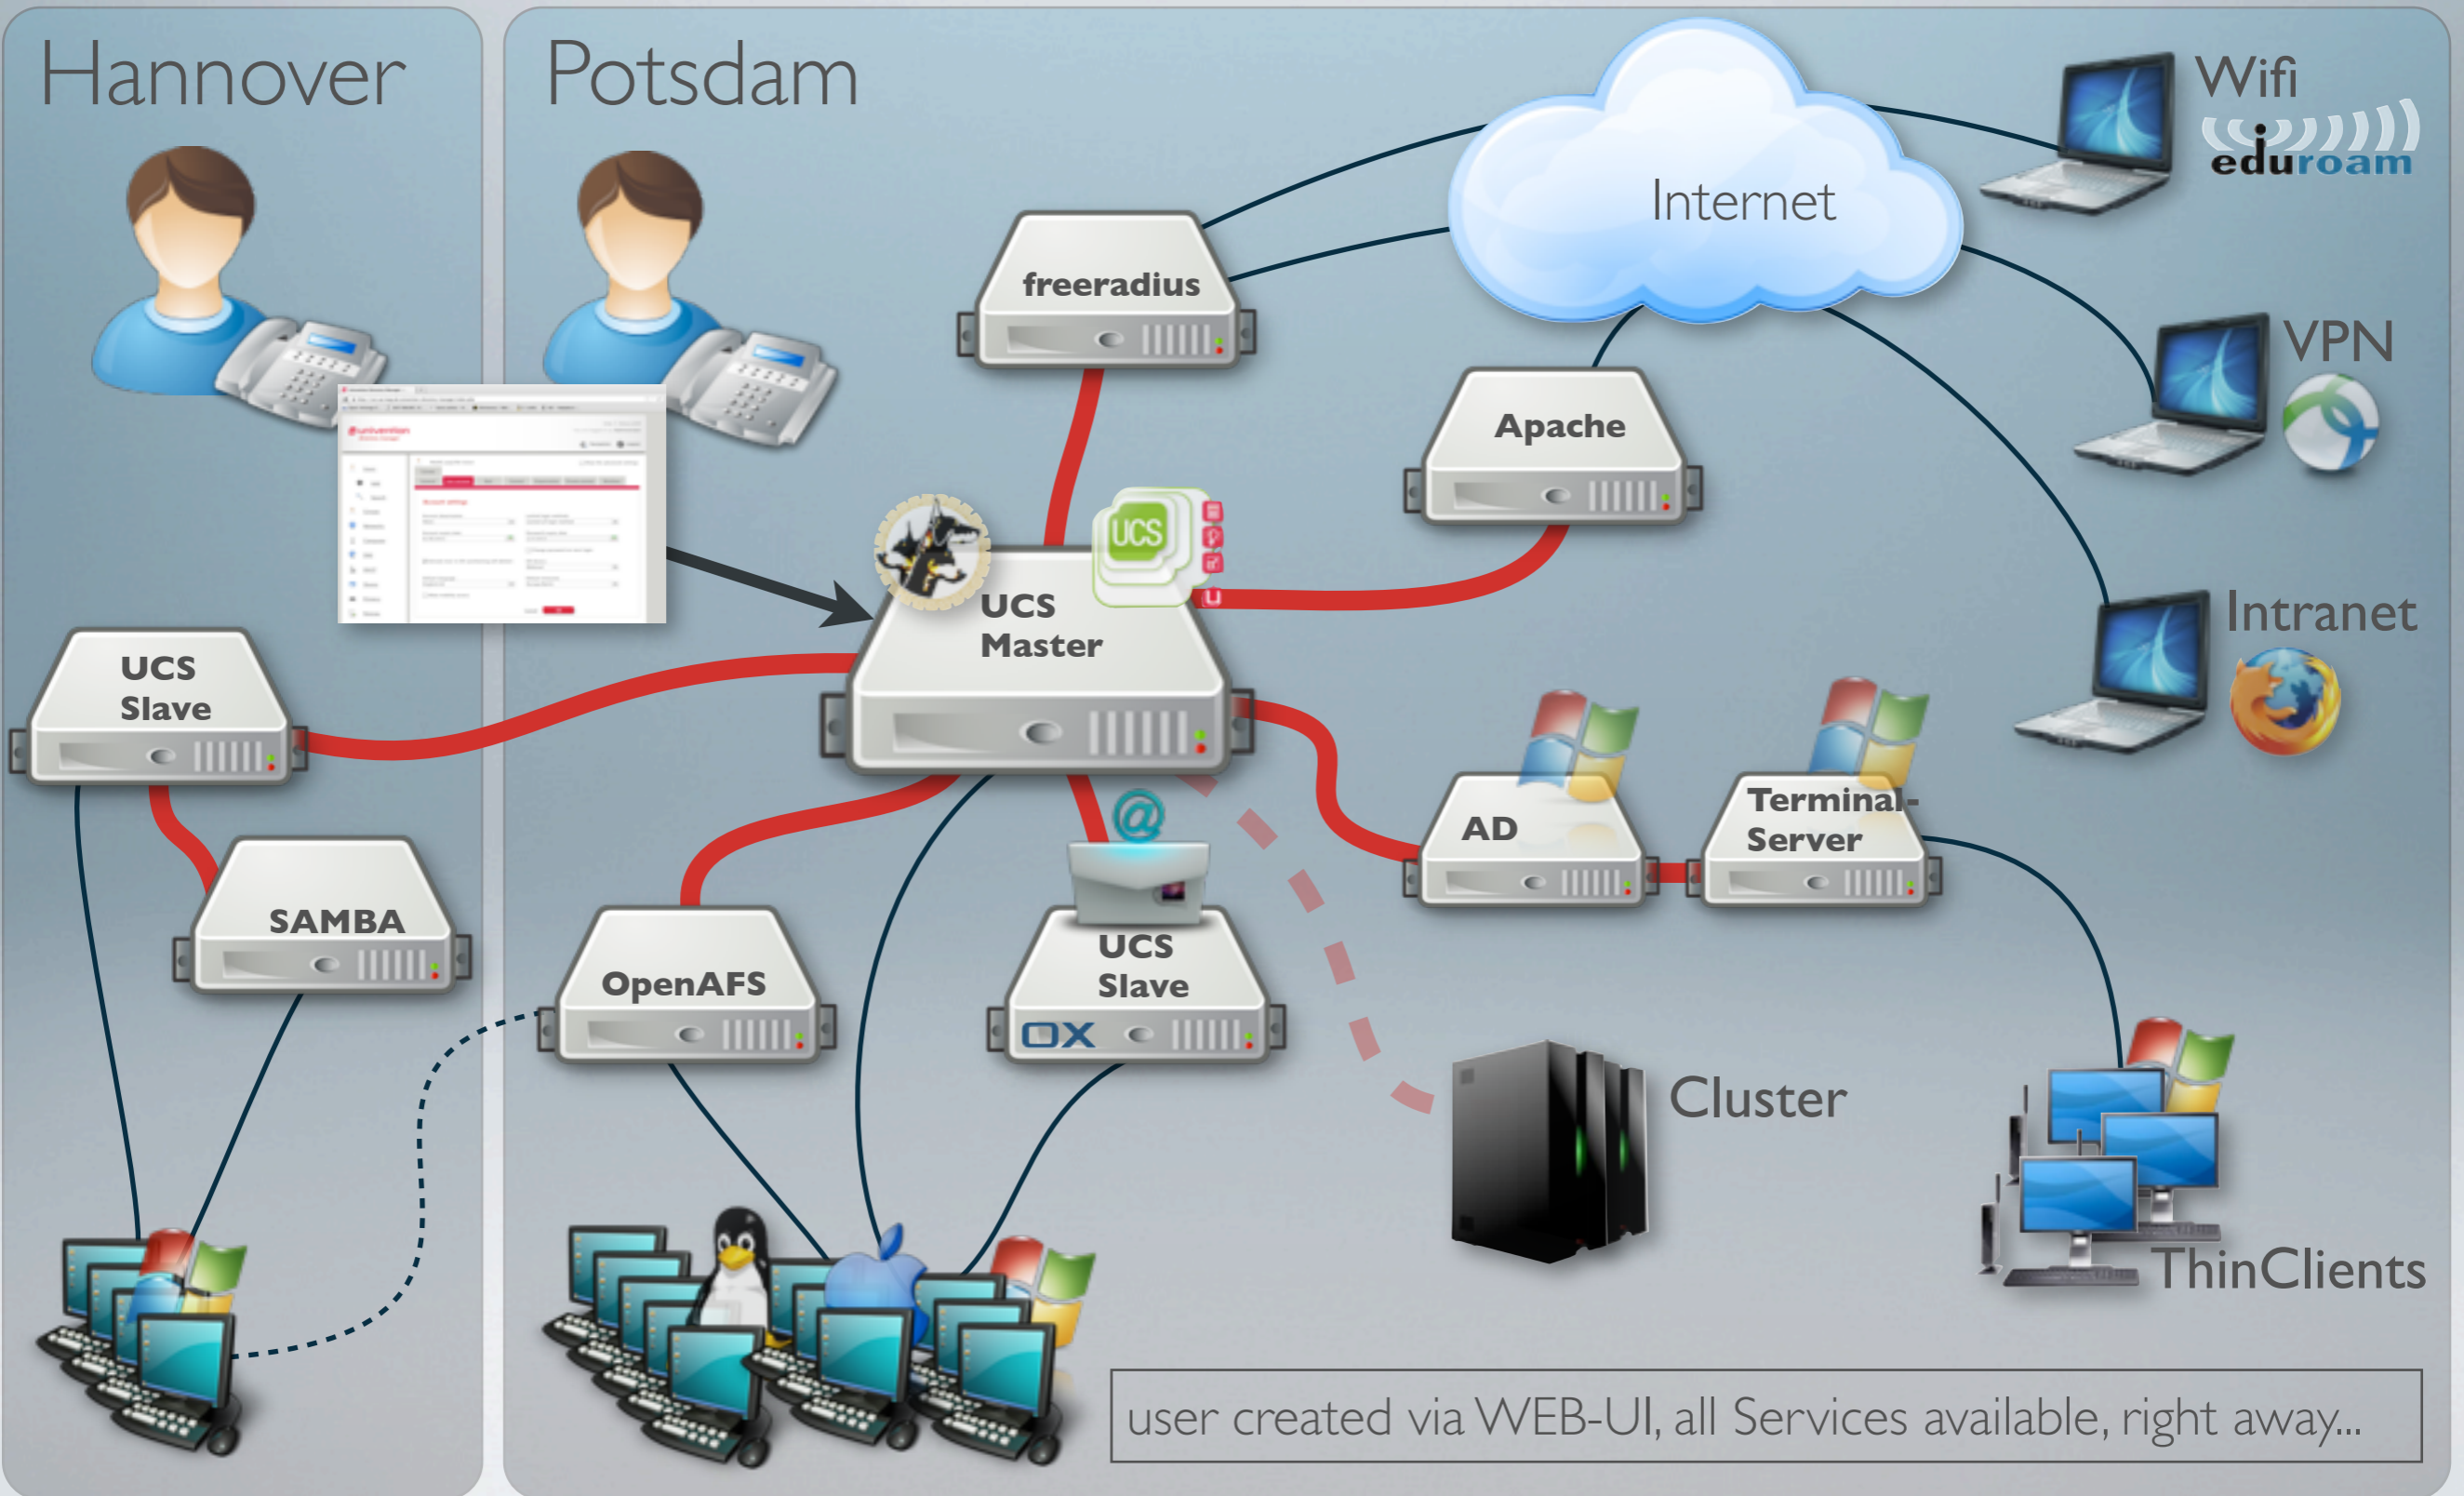 Hannover
Potsdam
Internet
Wifi
eduroam
freeradius
VPN
Apache
univention
UCS
UCS
Master
Intranet
UCS
Slave
AD
Terminal-
Server
SAMBA
OpenAFS
@
UCS
Slave
OX
Cluster
ThinClients
user created via WEB-UI, all Services available, right away...